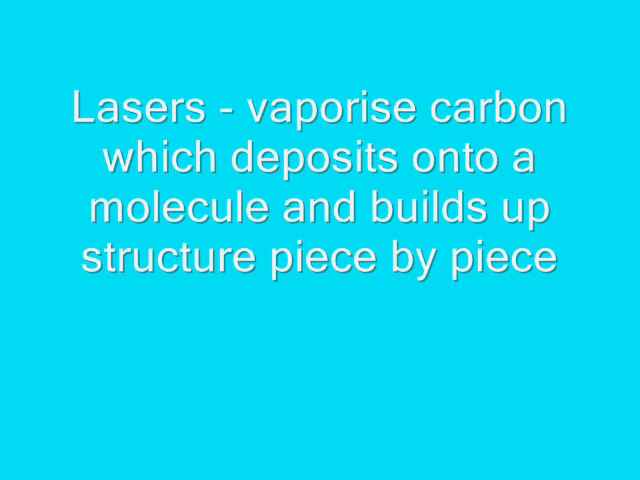 Lasers - vaporise carbon
which deposits onto a
molecule and builds up
structure piece by piece